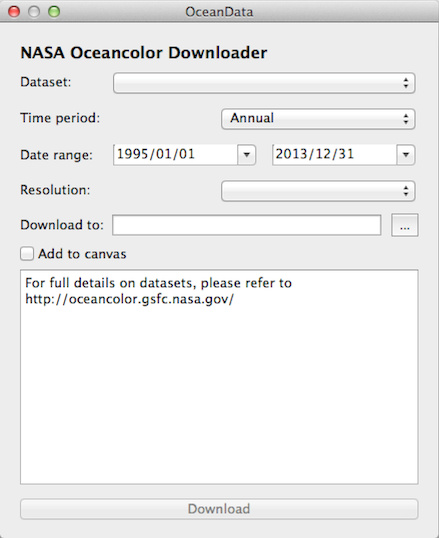 OceanData
NASA Oceancolor Downloader
Dataset:
Time period: Annual
Date range: 1995/01/01 2013/12/31
Resolution:
Download to: ...
Add to canvas
For full details on datasets, please refer to
http://oceancolor.gsfc.nasa.gov/
Download